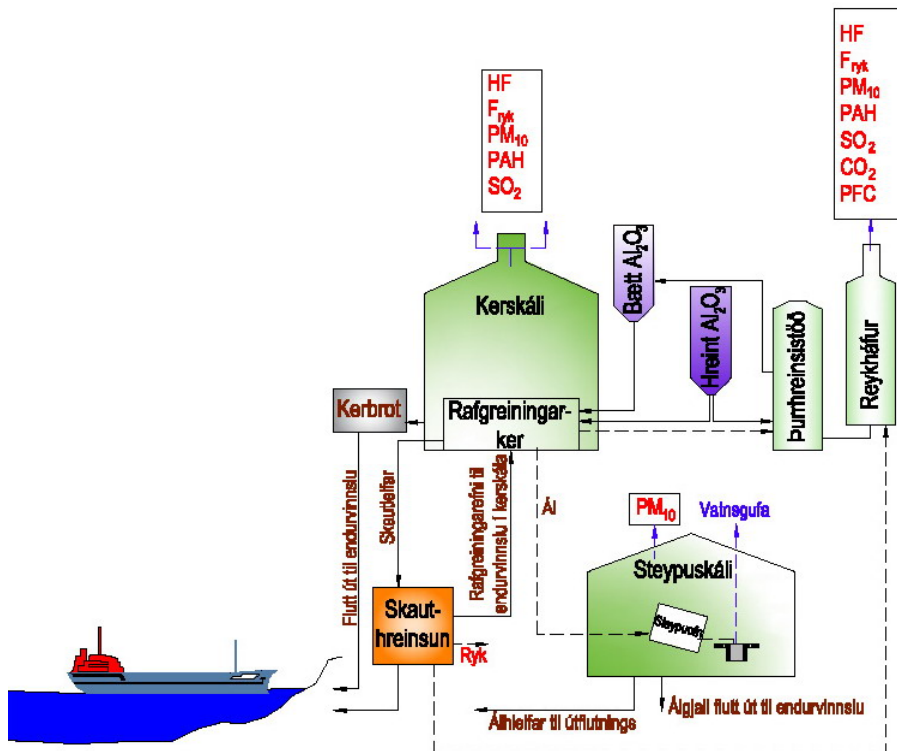 HF
Fryk
PM10
PAH
SO2
CO2
PFC
HF
Fryk
PM10
PAH
SO2
Kerskáli
Bætt Al2O3
Hreint Al2O3
Þurrhreinsistöð
Reykháfur
Kerbrot
Rafgreiningar-
ker
Flutt út til endurvinnslu
Skautleifar
Rafgreiningarefni til
endurvinnslu í kerskála
Ál
PM10
Vatnsgufa
Steypuskáli
Steypuofn
Skaut-
hreinsun
Ryk
Álhleifar til útflutnings
Álgjall flutt út til endurvinnslu